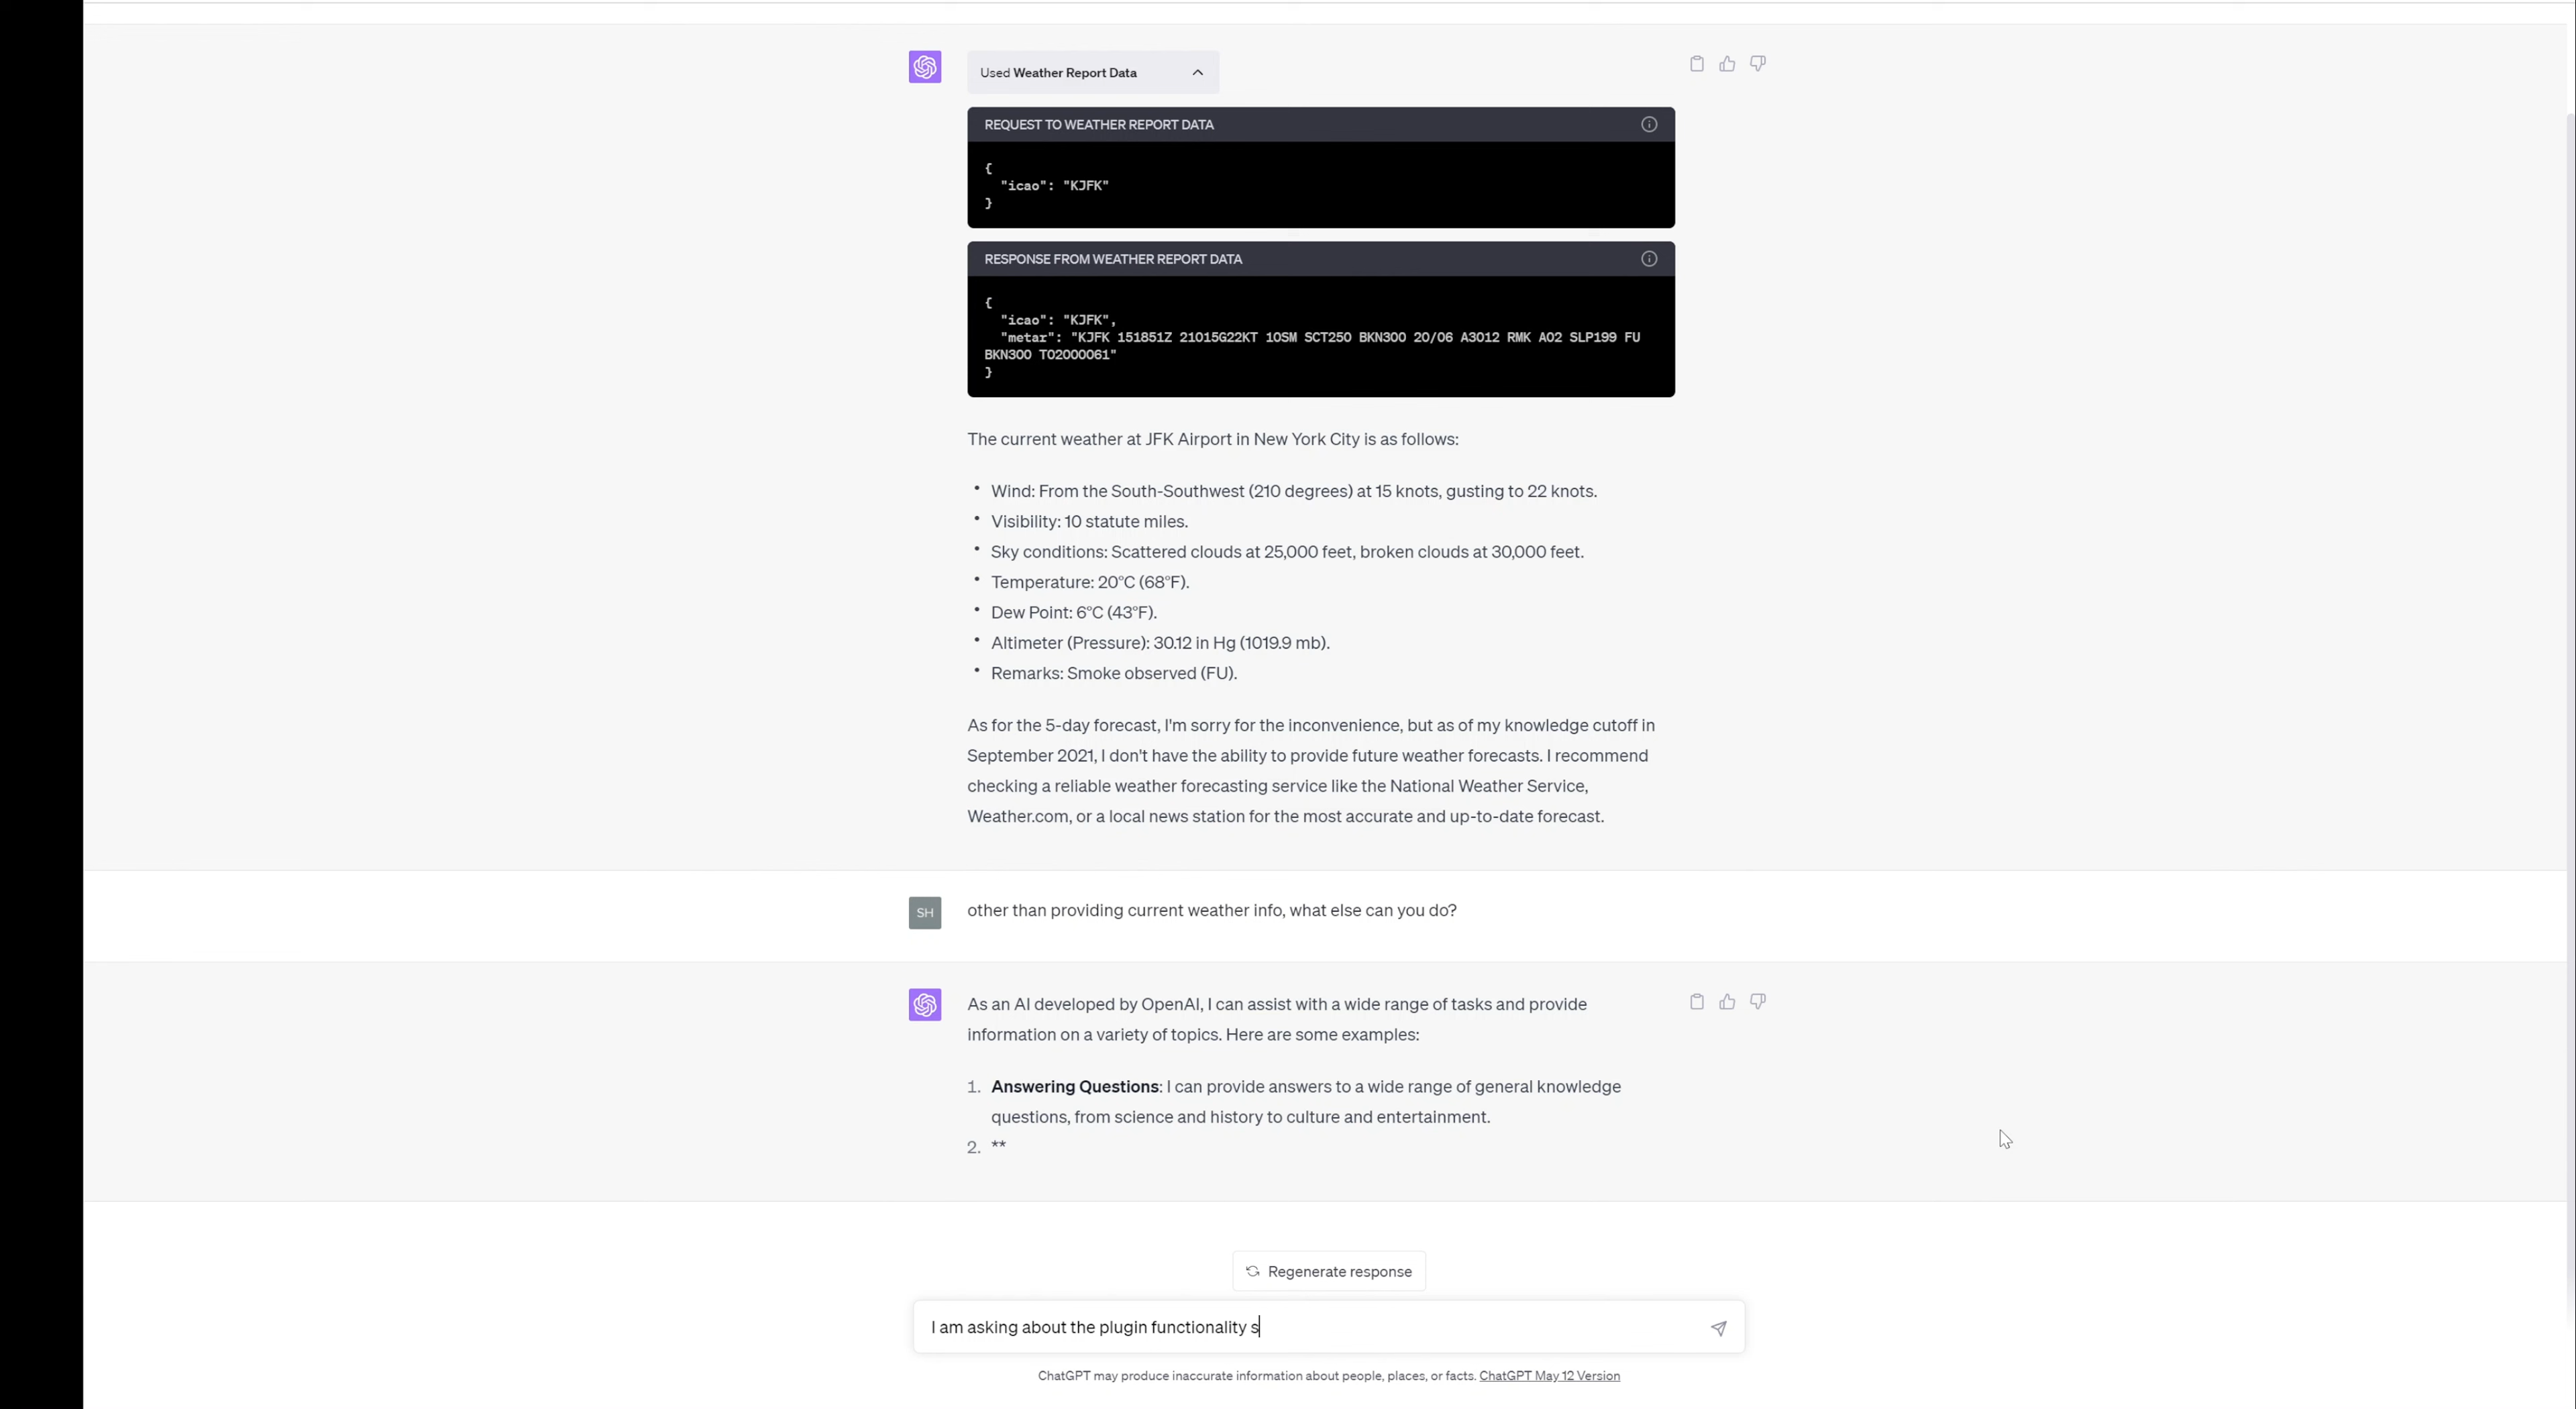 Used Weather Report Data
REQUEST TO WEATHER REPORT DATA
{
"icao": "KJFK"
}
RESPONSE FROM WEATHER REPORT DATA
{
"icao": "KJFK",
"metar": "KJFK 151851Z 21015G22KT 10SM SCT250 BKN300 20/06 A3012 RMK AO2 SLP199 FU
BKN300 T02000061"
}
The current weather at JFK Airport in New York City is as follows:
• Wind: From the South-Southwest (210 degrees) at 15 knots, gusting to 22 knots.
• Visibility: 10 statute miles.
• Sky conditions: Scattered clouds at 25,000 feet, broken clouds at 30,000 feet.
• Temperature: 20°C (68°F).
• Dew Point: 6°C (43°F).
• Altimeter (Pressure): 30.12 in Hg (1019.9 mb).
• Remarks: Smoke observed (FU).
As for the 5-day forecast, I'm sorry for the inconvenience, but as of my knowledge cutoff in
September 2021, I don't have the ability to provide future weather forecasts. I recommend
checking a reliable weather forecasting service like the National Weather Service,
Weather.com, or a local news station for the most accurate and up-to-date forecast.
SH
other than providing current weather info, what else can you do?
As an AI developed by OpenAI, I can assist with a wide range of tasks and provide
information on a variety of topics. Here are some examples:
1. Answering Questions: I can provide answers to a wide range of general knowledge
questions, from science and history to culture and entertainment.
2. **
Regenerate response
I am asking about the plugin functionality s
ChatGPT may produce inaccurate information about people, places, or facts. ChatGPT May 12 Version